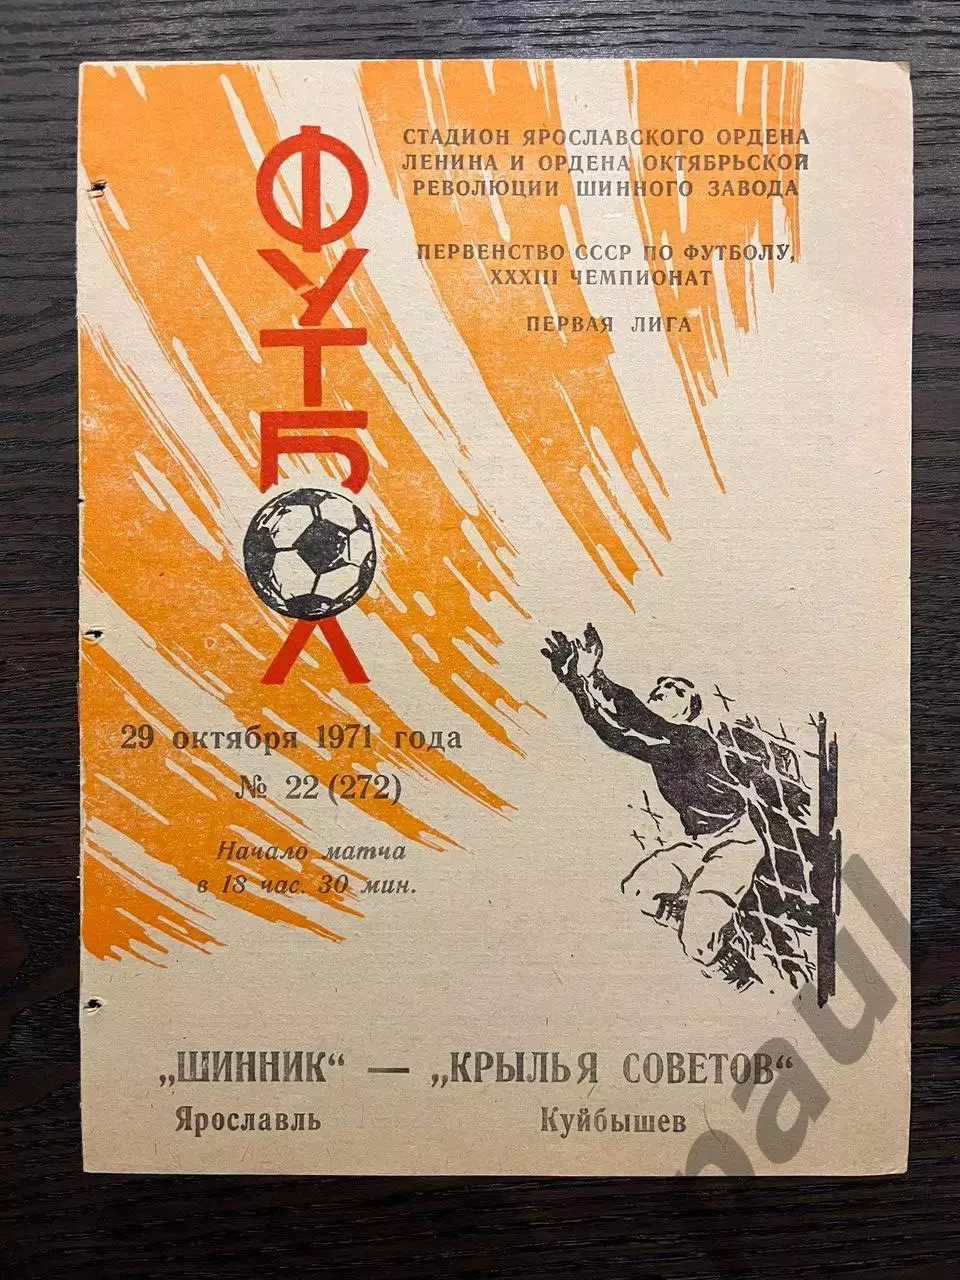 ФУТБОЛ
СТАДИОН ЯРОСЛАВСКОГО ОРДЕНА
ЛЕНИНА И ОРДЕНА ОКТЯБРЬСКОЙ
РЕВОЛЮЦИИ ШИННОГО ЗАВОДА
ПЕРВЕНСТВО СССР ПО ФУТБОЛУ,
XXXIII ЧЕМПИОНАТ
ПЕРВАЯ ЛИГА
29 октября 1971 года
№ 22 (272)
Начало матча
в 18 час. 30 мин.
„ШИННИК“ — „КРЫЛЬЯ СОВЕТОВ“
Ярославль Куйбышев
paul